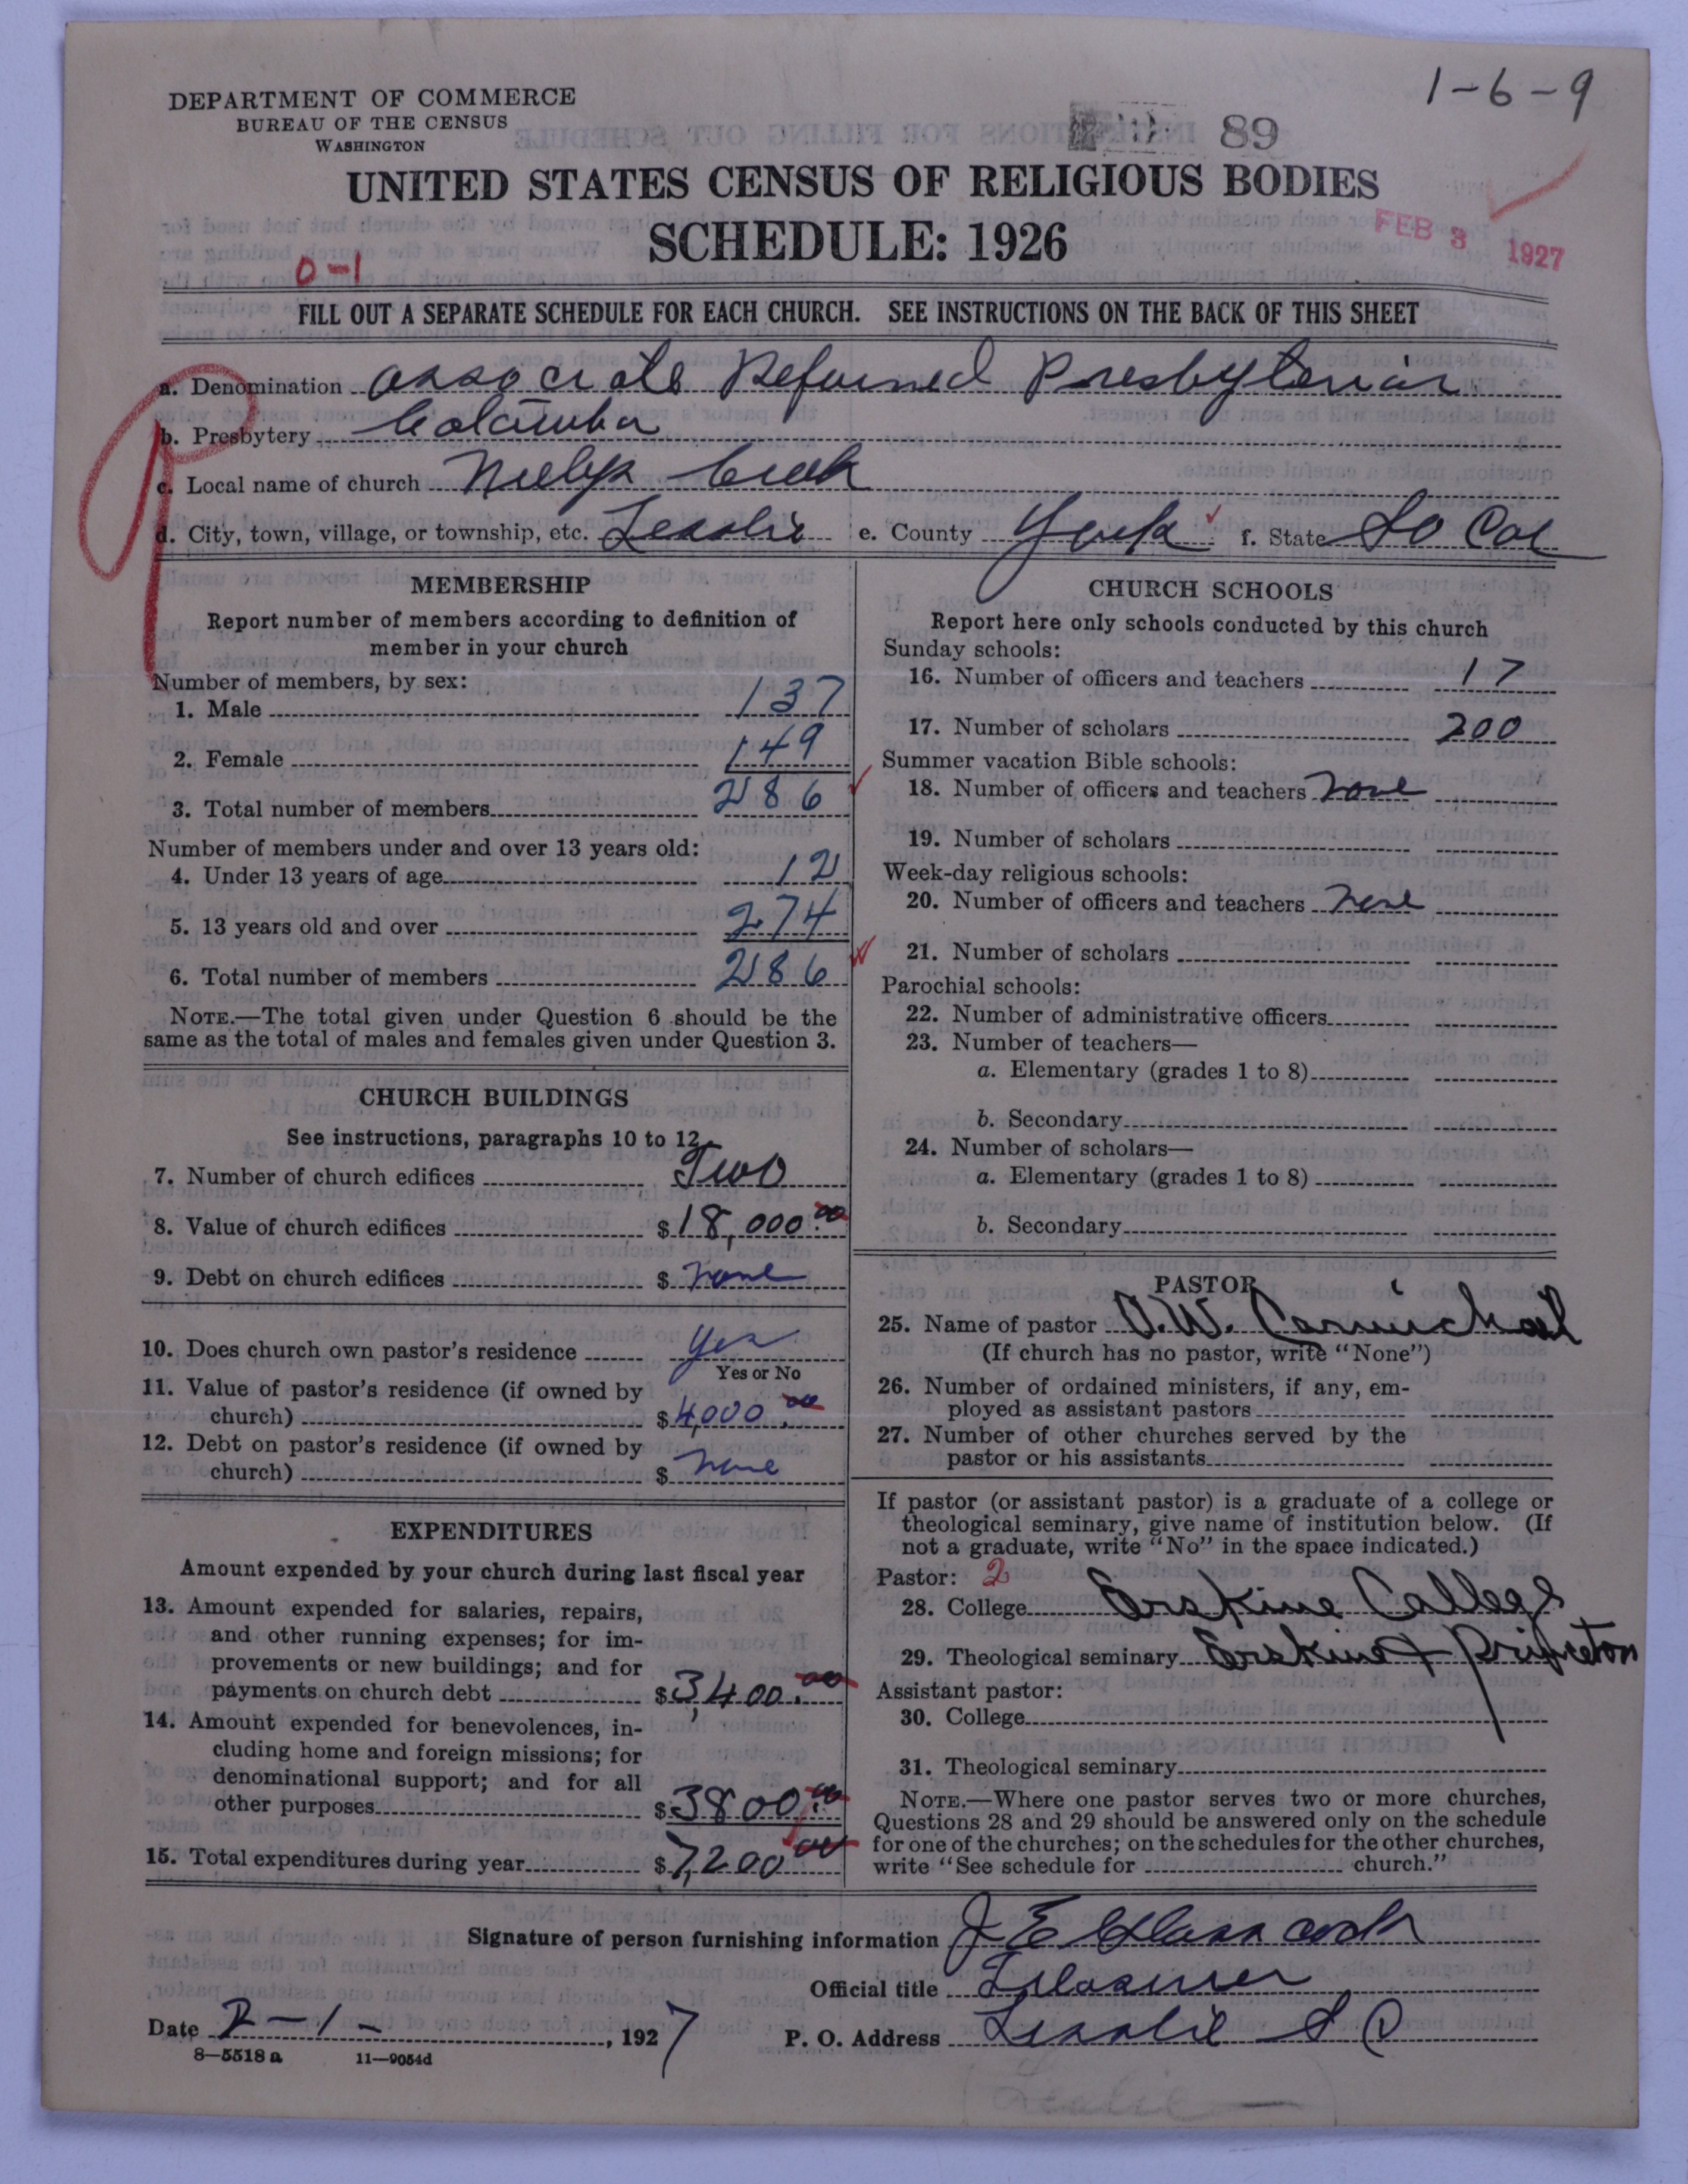 1-6-9
DEPARTMENT OF COMMERCE
BUREAU OF THE CENSUS
WASHINGTON
89
UNITED STATES CENSUS OF RELIGIOUS BODIES
SCHEDULE: 1926
FEB 3 1927
0-1
FILL OUT A SEPARATE SCHEDULE FOR EACH CHURCH. SEE INSTRUCTIONS ON THE BACK OF THIS SHEET
a. Denomination Associate Reformed Presbyterian
b. Presbytery Catawba
c. Local name of church Neelys Creek
d. City, town, village, or township, etc. Lesslie e. County York f. State So Car
MEMBERSHIP
Report number of members according to definition of
member in your church
Number of members, by sex:
1. Male 137
2. Female 149
3. Total number of members 286
Number of members under and over 13 years old:
4. Under 13 years of age 12
5. 13 years old and over 274
6. Total number of members 286
NOTE.—The total given under Question 6 should be the
same as the total of males and females given under Question 3.
CHURCH BUILDINGS
See instructions, paragraphs 10 to 12
7. Number of church edifices Two
8. Value of church edifices $18,000.00
9. Debt on church edifices $ None
10. Does church own pastor's residence Yes
Yes or No
11. Value of pastor's residence (if owned by
church) $4,000.00
12. Debt on pastor's residence (if owned by
church) $ None
EXPENDITURES
Amount expended by your church during last fiscal year
13. Amount expended for salaries, repairs,
and other running expenses; for im-
provements or new buildings; and for
payments on church debt $3,400.00
14. Amount expended for benevolences, in-
cluding home and foreign missions; for
denominational support; and for all
other purposes $3800.00
15. Total expenditures during year $7,200.00
CHURCH SCHOOLS
Report here only schools conducted by this church
Sunday schools:
16. Number of officers and teachers 17
17. Number of scholars 200
Summer vacation Bible schools:
18. Number of officers and teachers None
19. Number of scholars
Week-day religious schools:
20. Number of officers and teachers None
21. Number of scholars
Parochial schools:
22. Number of administrative officers
23. Number of teachers—
a. Elementary (grades 1 to 8)
b. Secondary
24. Number of scholars—
a. Elementary (grades 1 to 8)
b. Secondary
PASTOR
25. Name of pastor O.W. Carmichael
(If church has no pastor, write "None")
26. Number of ordained ministers, if any, em-
ployed as assistant pastors
27. Number of other churches served by the
pastor or his assistants
If pastor (or assistant pastor) is a graduate of a college or
theological seminary, give name of institution below. (If
not a graduate, write "No" in the space indicated.)
Pastor: 2
28. College Erskine College
29. Theological seminary Erskine & Princeton
Assistant pastor:
30. College
31. Theological seminary
NOTE.—Where one pastor serves two or more churches,
Questions 28 and 29 should be answered only on the schedule
for one of the churches; on the schedules for the other churches,
write "See schedule for church."
Signature of person furnishing information J E Glasscock
Official title Treasurer
Date 2-1-, 1927 P. O. Address Lesslie S C
8-5518 a 11-9054d
Leslie